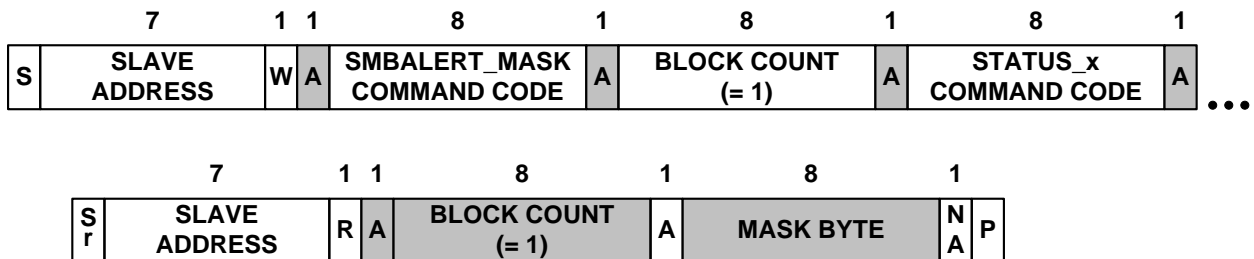 7 1 1 8 1 8 1 8 1
S SLAVE ADDRESS W A SMBALERT_MASK COMMAND CODE A BLOCK COUNT (= 1) A STATUS_x COMMAND CODE A ...
7 1 1 8 1 8 1
Sr SLAVE ADDRESS R A BLOCK COUNT (= 1) A MASK BYTE NA P